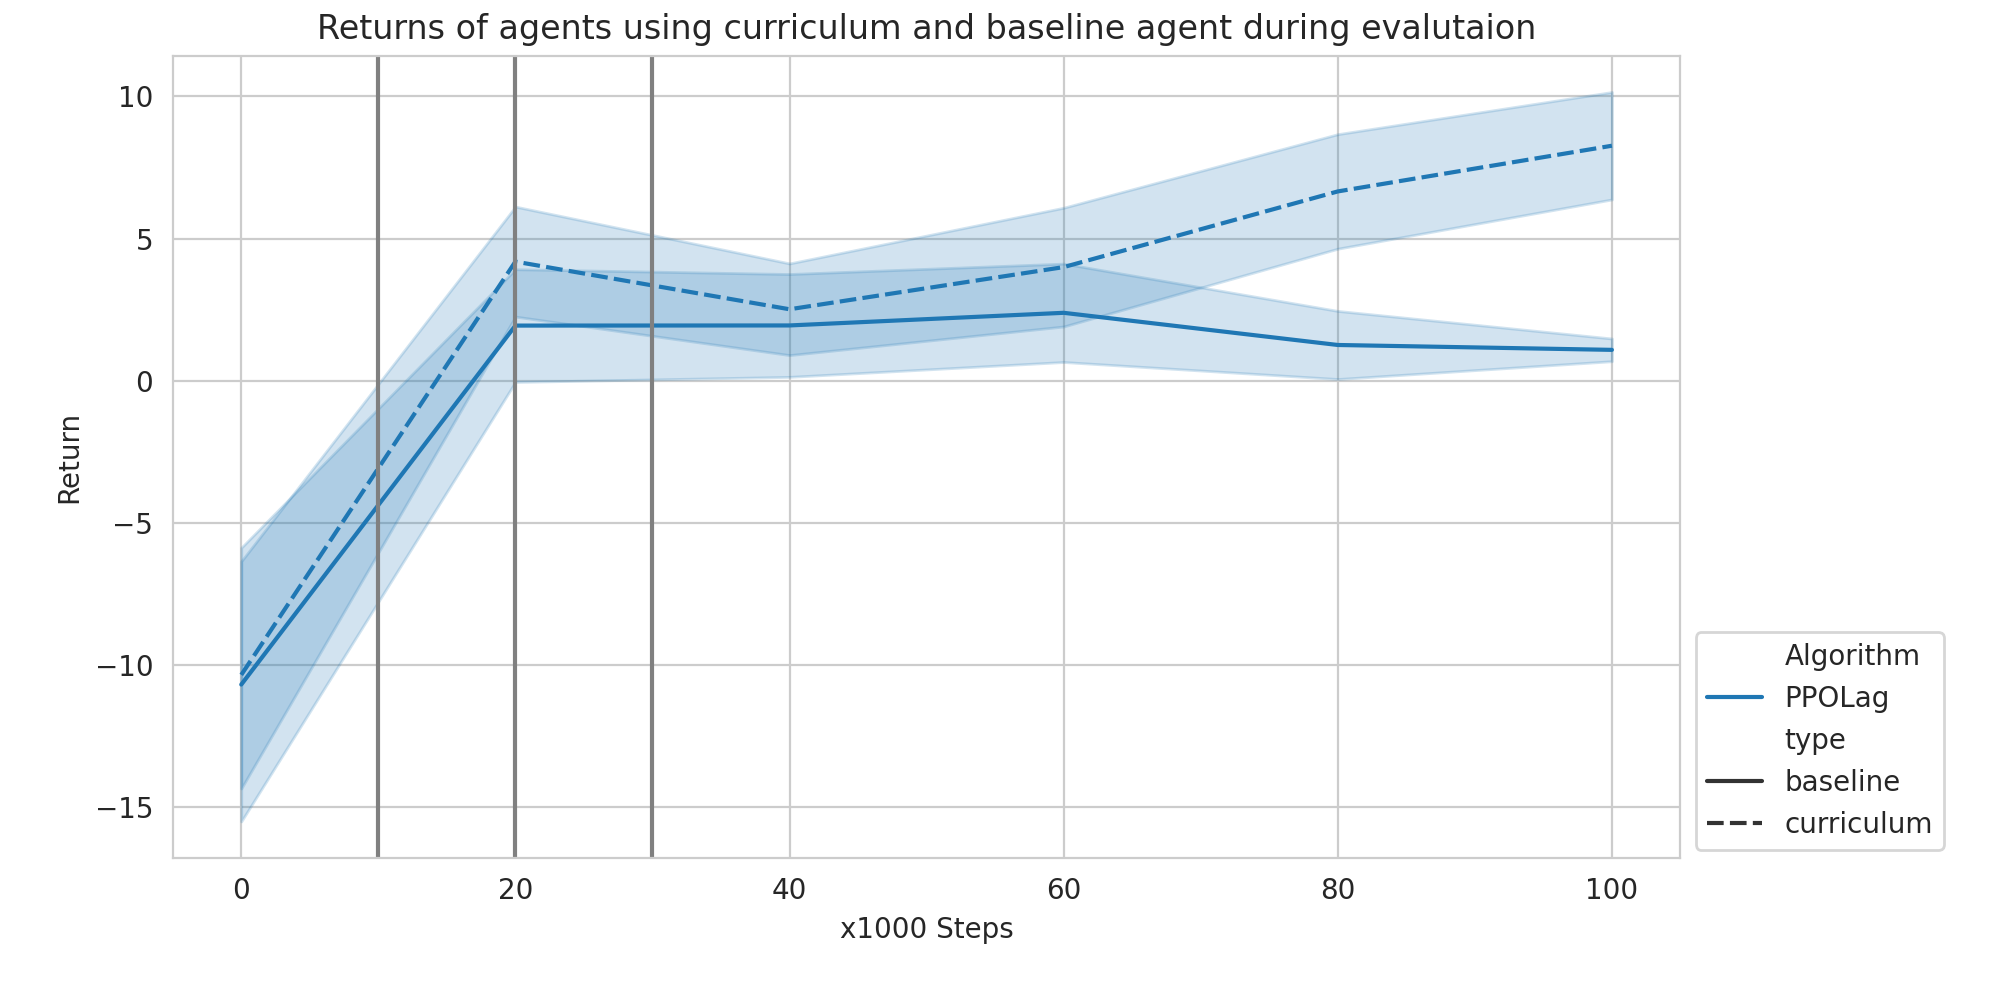 Returns of agents using curriculum and baseline agent during evalutaion
10
5
0
−5
−10
−15
Return
0 20 40 60 80 100
x1000 Steps
Algorithm
PPOLag
type
baseline
curriculum